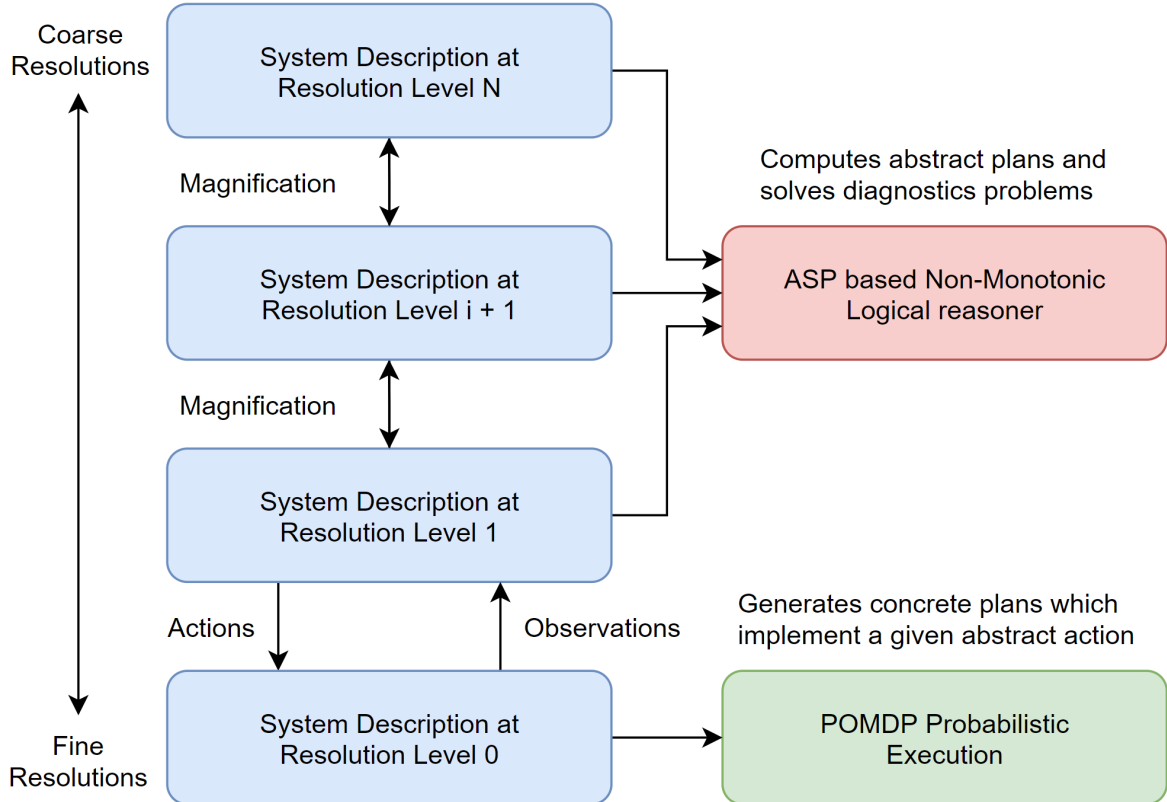 Coarse
Resolutions
System Description at
Resolution Level N
Magnification
Computes abstract plans and
solves diagnostics problems
System Description at
Resolution Level i + 1
ASP based Non-Monotonic
Logical reasoner
Magnification
System Description at
Resolution Level 1
Actions
Observations
Generates concrete plans which
implement a given abstract action
System Description at
Resolution Level 0
POMDP Probabilistic
Execution
Fine
Resolutions